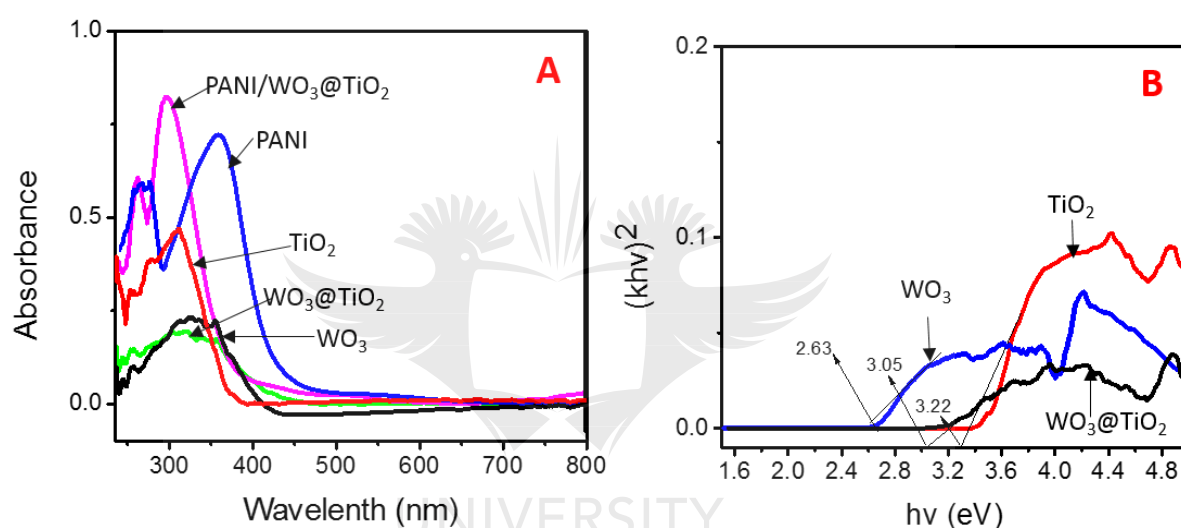 A
1.0
0.5
0.0
Absorbance
PANI/WO₃@TiO₂
PANI
TiO₂
WO₃@TiO₂
WO₃
300 400 500 600 700 800
Wavelenth (nm)
B
0.2
0.1
0.0
(khv)²
TiO₂
WO₃
2.63
3.05
3.22
WO₃@TiO₂
1.6 2.0 2.4 2.8 3.2 3.6 4.0 4.4 4.8
hv (eV)
UNIVERSITY